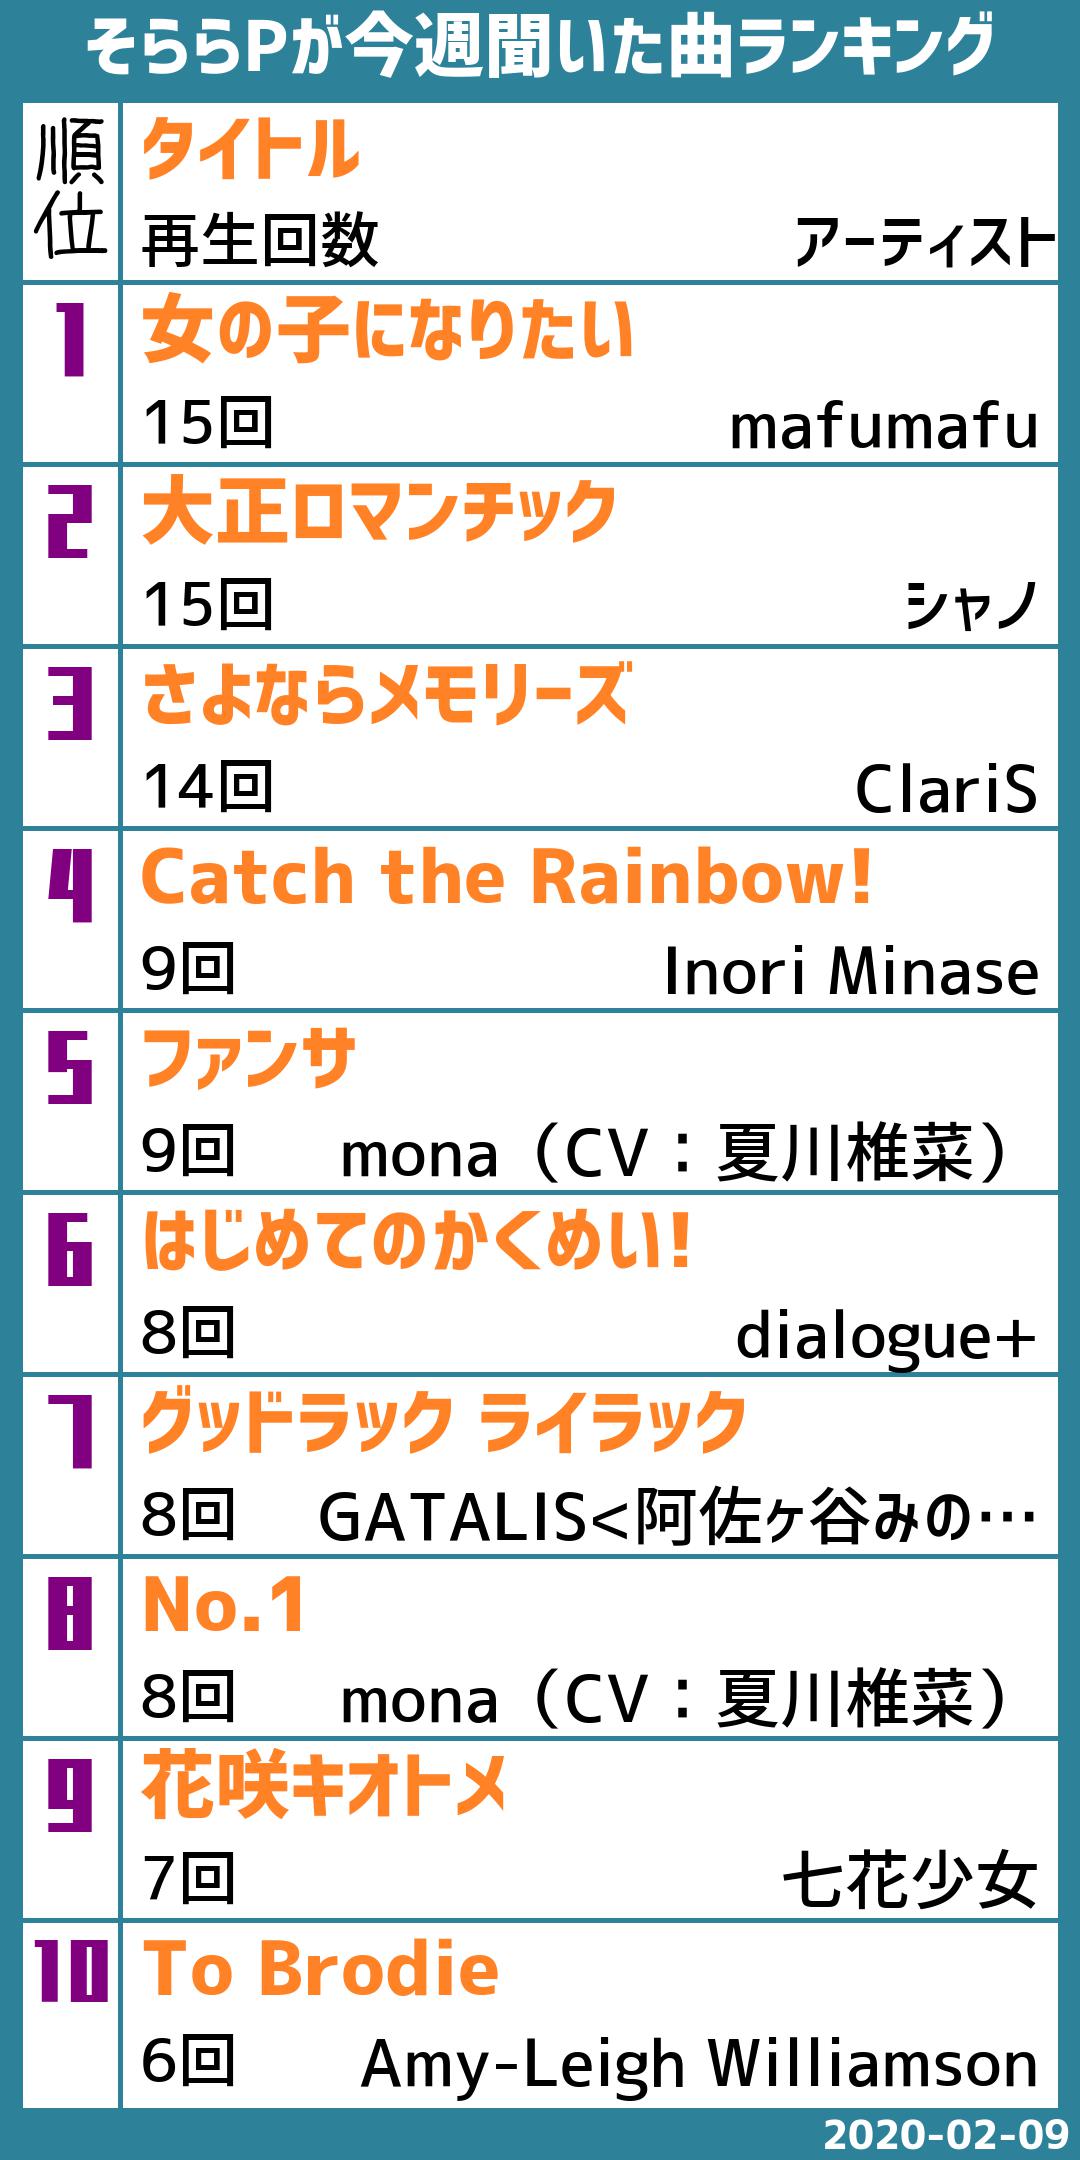 そららPが今週聞いた曲ランキング
順位
タイトル
再生回数 アーティスト
1
女の子になりたい
15回 mafumafu
2
大正ロマンチック
15回 シャノ
3
さよならメモリーズ
14回 ClariS
4
Catch the Rainbow!
9回 Inori Minase
5
ファンサ
9回 mona（CV：夏川椎菜）
6
はじめてのかくめい!
8回 dialogue+
7
グッドラック ライラック
8回 GATALIS<阿佐ヶ谷みの…
8
No.1
8回 mona（CV：夏川椎菜）
9
花咲キオトメ
7回 七花少女
10
To Brodie
6回 Amy-Leigh Williamson
2020-02-09